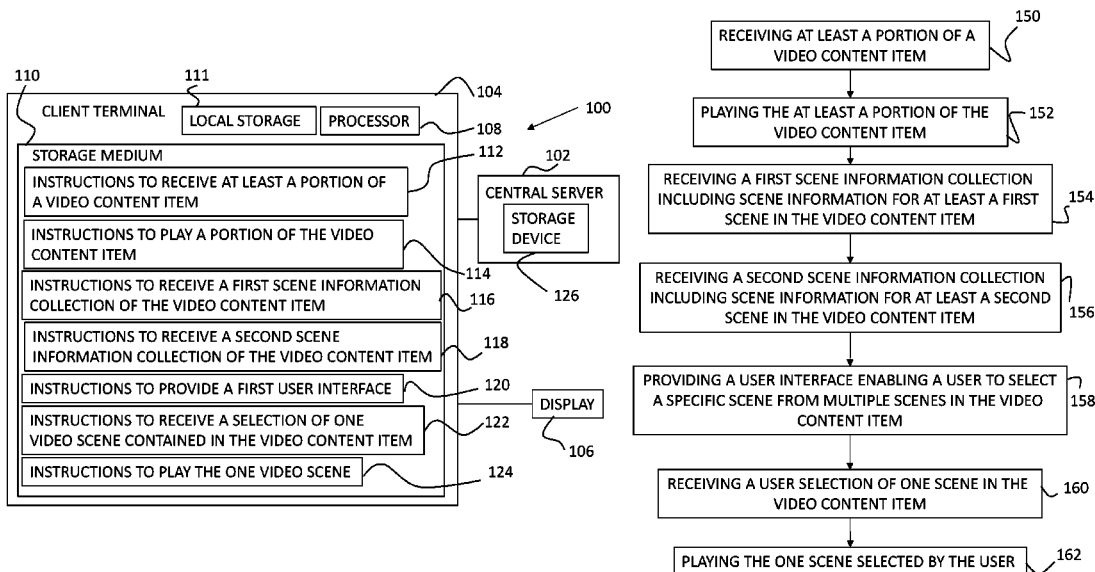 110
111
104
CLIENT TERMINAL
LOCAL STORAGE
PROCESSOR
108
100
STORAGE MEDIUM
112
INSTRUCTIONS TO RECEIVE AT LEAST A PORTION OF
A VIDEO CONTENT ITEM
INSTRUCTIONS TO PLAY A PORTION OF THE VIDEO
CONTENT ITEM
114
INSTRUCTIONS TO RECEIVE A FIRST SCENE INFORMATION
COLLECTION OF THE VIDEO CONTENT ITEM
116
INSTRUCTIONS TO RECEIVE A SECOND SCENE
INFORMATION COLLECTION OF THE VIDEO CONTENT ITEM
118
INSTRUCTIONS TO PROVIDE A FIRST USER INTERFACE
120
INSTRUCTIONS TO RECEIVE A SELECTION OF ONE
VIDEO SCENE CONTAINED IN THE VIDEO CONTENT ITEM
122
INSTRUCTIONS TO PLAY THE ONE VIDEO SCENE
124
102
CENTRAL SERVER
STORAGE
DEVICE
126
DISPLAY
106
150
RECEIVING AT LEAST A PORTION OF A
VIDEO CONTENT ITEM
PLAYING THE AT LEAST A PORTION OF THE
VIDEO CONTENT ITEM
152
RECEIVING A FIRST SCENE INFORMATION COLLECTION
INCLUDING SCENE INFORMATION FOR AT LEAST A FIRST
SCENE IN THE VIDEO CONTENT ITEM
154
RECEIVING A SECOND SCENE INFORMATION COLLECTION
INCLUDING SCENE INFORMATION FOR AT LEAST A SECOND
SCENE IN THE VIDEO CONTENT ITEM
156
PROVIDING A USER INTERFACE ENABLING A USER TO SELECT
A SPECIFIC SCENE FROM MULTIPLE SCENES IN THE VIDEO
CONTENT ITEM
158
RECEIVING A USER SELECTION OF ONE SCENE IN THE
VIDEO CONTENT ITEM
160
PLAYING THE ONE SCENE SELECTED BY THE USER
162